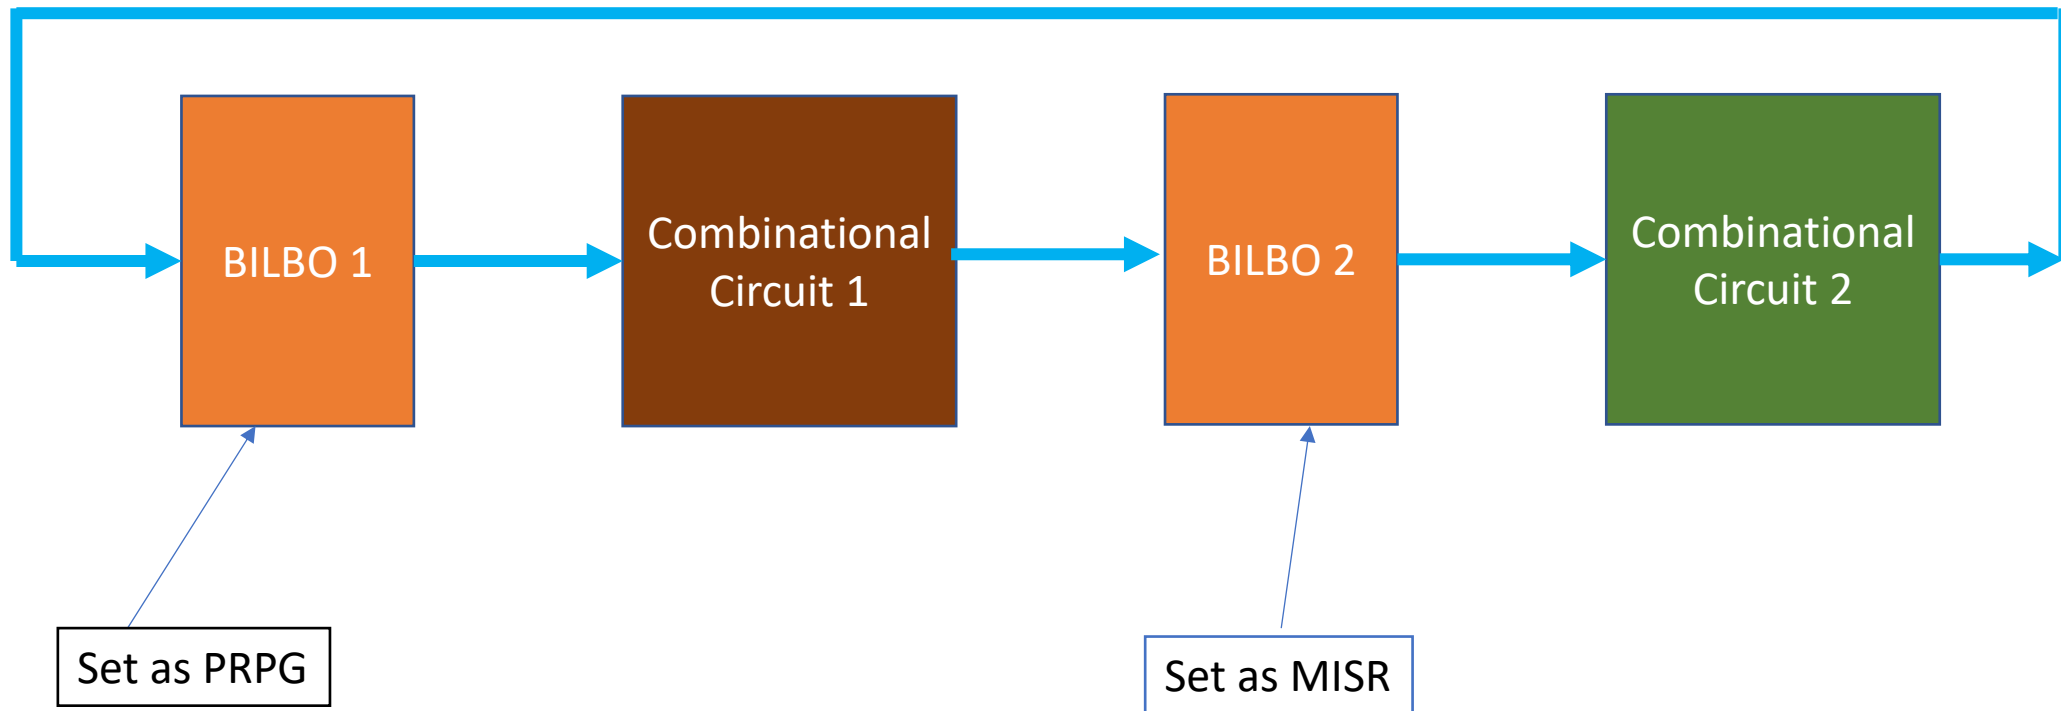 BILBO 1
Combinational
Circuit 1
BILBO 2
Combinational
Circuit 2
Set as PRPG
Set as MISR